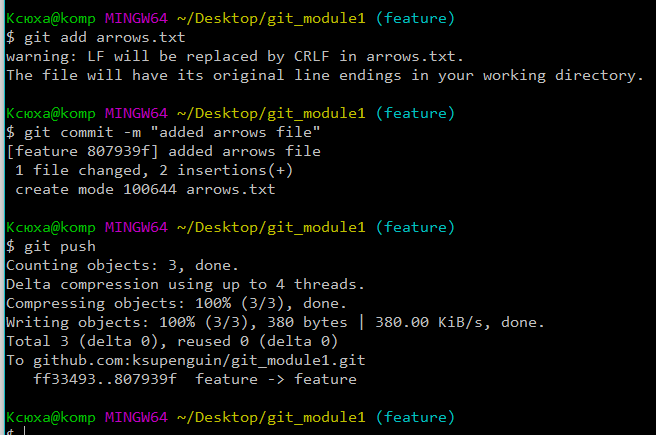 Ксюха@komp MINGW64 ~/Desktop/git_module1 (feature)
$ git add arrows.txt
warning: LF will be replaced by CRLF in arrows.txt.
The file will have its original line endings in your working directory.
Ксюха@komp MINGW64 ~/Desktop/git_module1 (feature)
$ git commit -m "added arrows file"
[feature 807939f] added arrows file
 1 file changed, 2 insertions(+)
 create mode 100644 arrows.txt
Ксюха@komp MINGW64 ~/Desktop/git_module1 (feature)
$ git push
Counting objects: 3, done.
Delta compression using up to 4 threads.
Compressing objects: 100% (3/3), done.
Writing objects: 100% (3/3), 380 bytes | 380.00 KiB/s, done.
Total 3 (delta 0), reused 0 (delta 0)
To github.com:ksupenguin/git_module1.git
   ff33493..807939f  feature -> feature
Ксюха@komp MINGW64 ~/Desktop/git_module1 (feature)
$